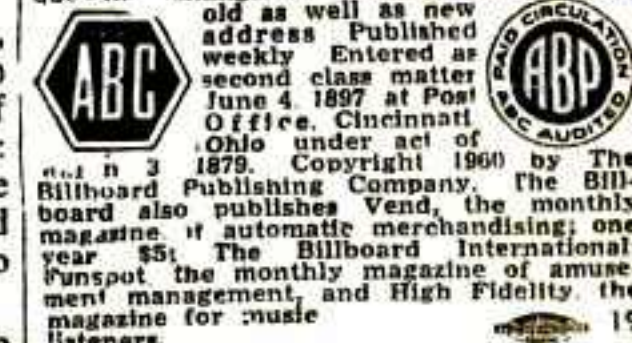 old as well as new
address Published
weekly Entered as
second class matter
June 4, 1897 at Post
Office, Cincinnati
Ohio under act of
3 1879. Copyright 1960 by The
Billboard Publishing Company. The Bill-
board also publishes Vend, the monthly
magazine of automatic merchandising; one
year $5; The Billboard International
Funspot the monthly magazine of amuse
ment management, and High Fidelity, the
magazine for music
listeners.
ABC
PAID CIRCULATION
ABP
ABC AUDITED